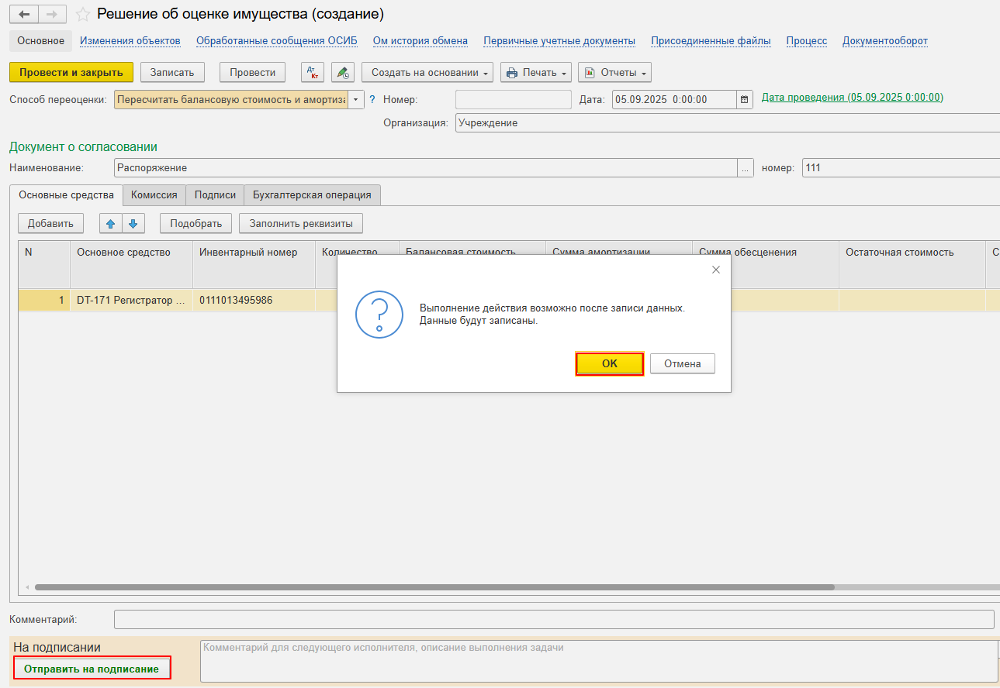 Решение об оценке имущества (создание)
Основное Изменения объектов Обработанные сообщения ОСИБ Ом история обмена Первичные учетные документы Присоединенные файлы Процесс Документооборот
Провести и закрыть Записать Провести Дт Кт Создать на основании Печать Отчеты
Способ переоценки: Пересчитать балансовую стоимость и амортиза ? Номер: Дата: 05.09.2025 0:00:00 Дата проведения (05.09.2025 0:00:00)
Организация: Учреждение
Документ о согласовании
Наименование: Распоряжение ... номер: 111
Основные средства Комиссия Подписи Бухгалтерская операция
Добавить Подобрать Заполнить реквизиты
N Основное средство Инвентарный номер Количество Балансовая стоимость Сумма амортизации Сумма обесценения Остаточная стоимость С
1 DT-171 Регистратор ... 0111013495986
Выполнение действия возможно после записи данных.
Данные будут записаны.
ОК Отмена
Комментарий:
На подписании
Комментарий для следующего исполнителя, описание выполнения задачи
Отправить на подписание